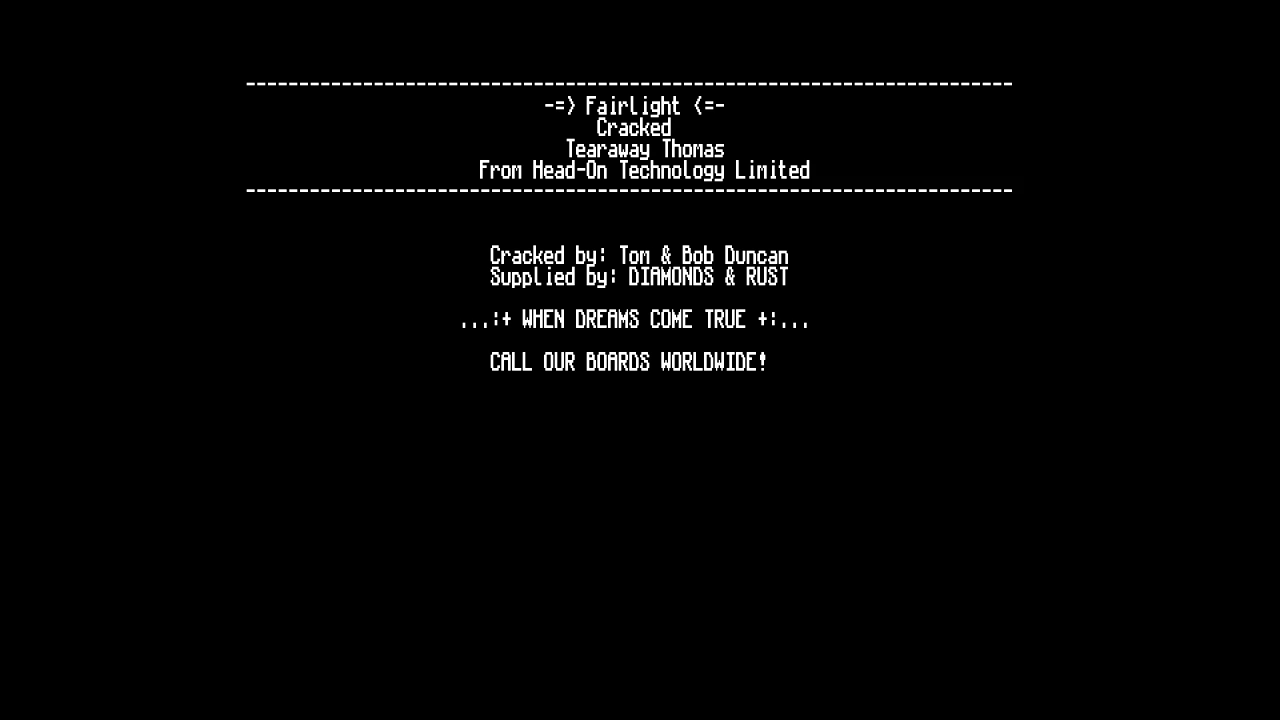 ------------------------------------------------------------------------
-=> Fairlight <=-
Cracked
Tearaway Thomas
From Head-On Technology Limited
------------------------------------------------------------------------
Cracked by: Tom & Bob Duncan
Supplied by: DIAMONDS & RUST
...:+ WHEN DREAMS COME TRUE +:...
CALL OUR BOARDS WORLDWIDE!